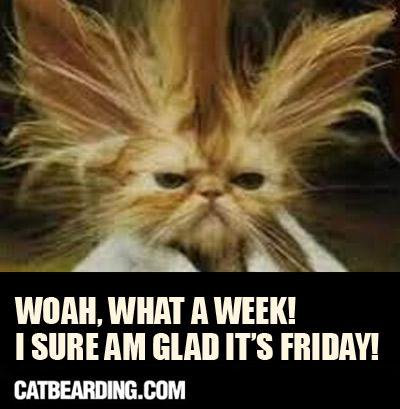 WOAH, WHAT A WEEK!
I SURE AM GLAD IT'S FRIDAY!
CATBEARDING.COM